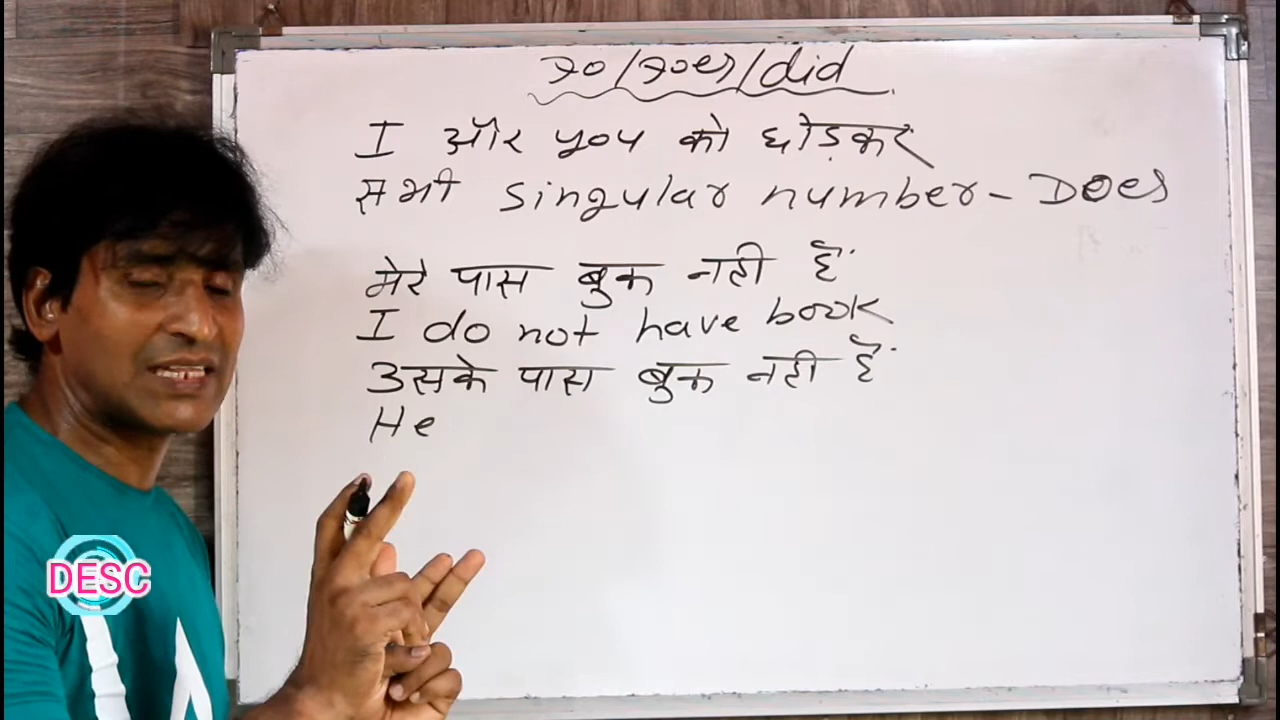 do/does/did
I और you को छोड़कर
सभी singular number - Does
मेरे पास बुक नही हैं
I do not have book
उसके पास बुक नही हैं
He
DESC